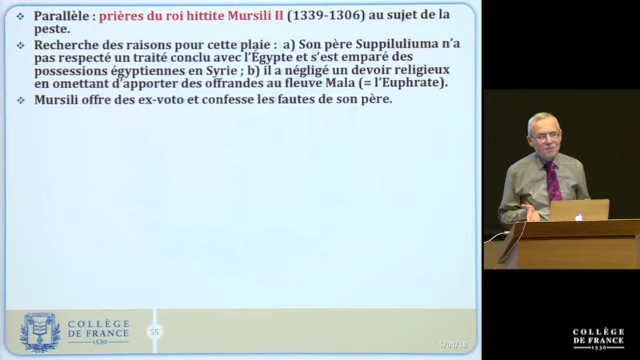 Parallèle : prières du roi hittite Mursili II (1339-1306) au sujet de la
peste.
Recherche des raisons pour cette plaie : a) Son père Suppiluliuma n'a
pas respecté un traité conclu avec l'Égypte et s'est emparé des
possessions égyptiennes en Syrie ; b) il a négligé un devoir religieux
en omettant d'apporter des offrandes au fleuve Mala (= l'Euphrate).
Mursili offre des ex-voto et confesse les fautes de son père.
COLLÈGE
DE FRANCE
1530
55
COLLÈGE
DE FRANCE
1530